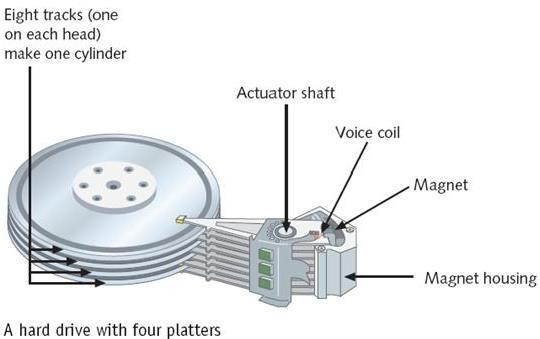 Eight tracks (one
on each head)
make one cylinder
Actuator shaft
Voice coil
Magnet
Magnet housing
A hard drive with four platters